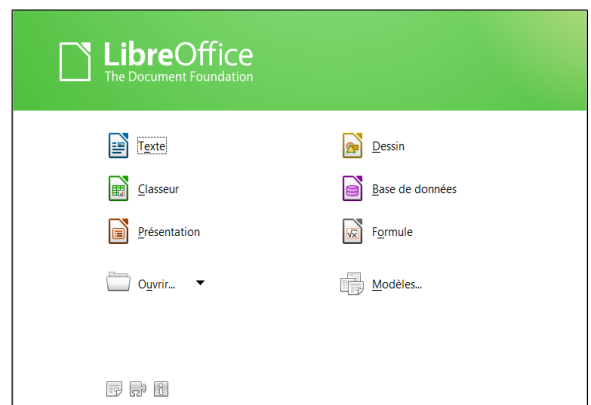 LibreOffice
The Document Foundation
Texte
Dessin
Classeur
Base de données
Présentation
Formule
Ouvrir...
Modèles...